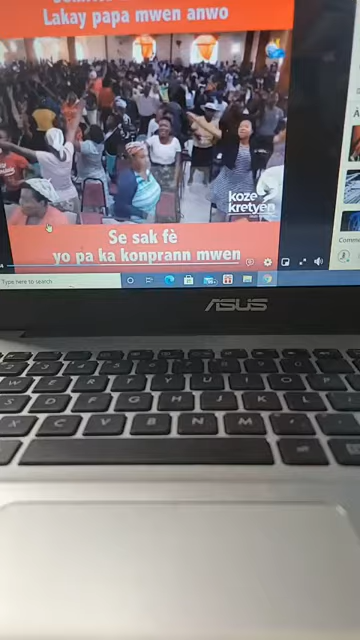 Lakay papa mwen anwo
koze
kretyen
Se sak fè
yo pa ka konprann mwen
Type here to search
ASUS
W E R T Y U I O P
S D F G H J K L
X C V B N M